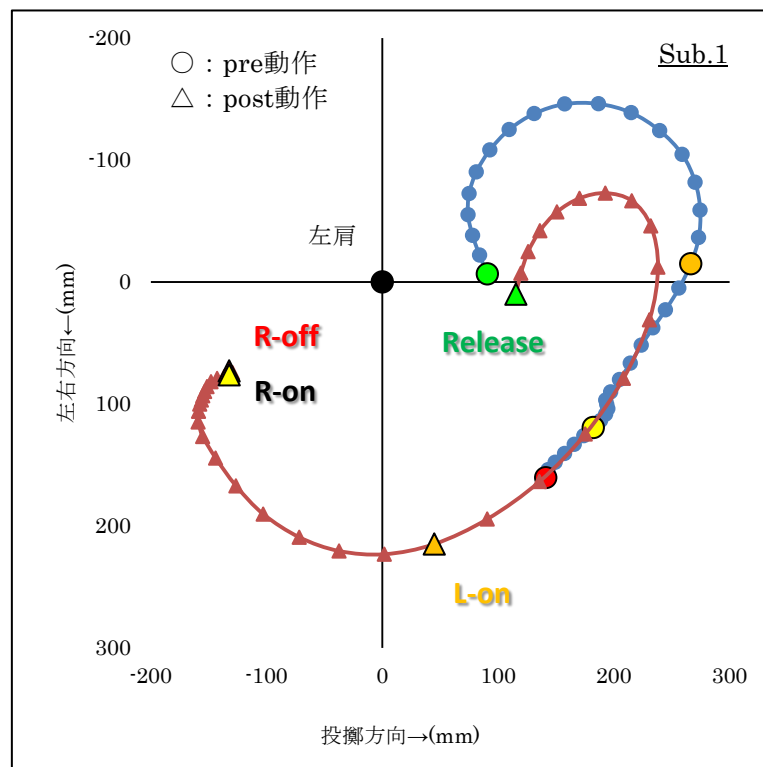 Sub.1
○：pre動作
△：post動作
左肩
R-off
R-on
Release
L-on
左右方向←(mm)
-200
-100
0
100
200
300
-200
-100
0
100
200
300
投擲方向→(mm)